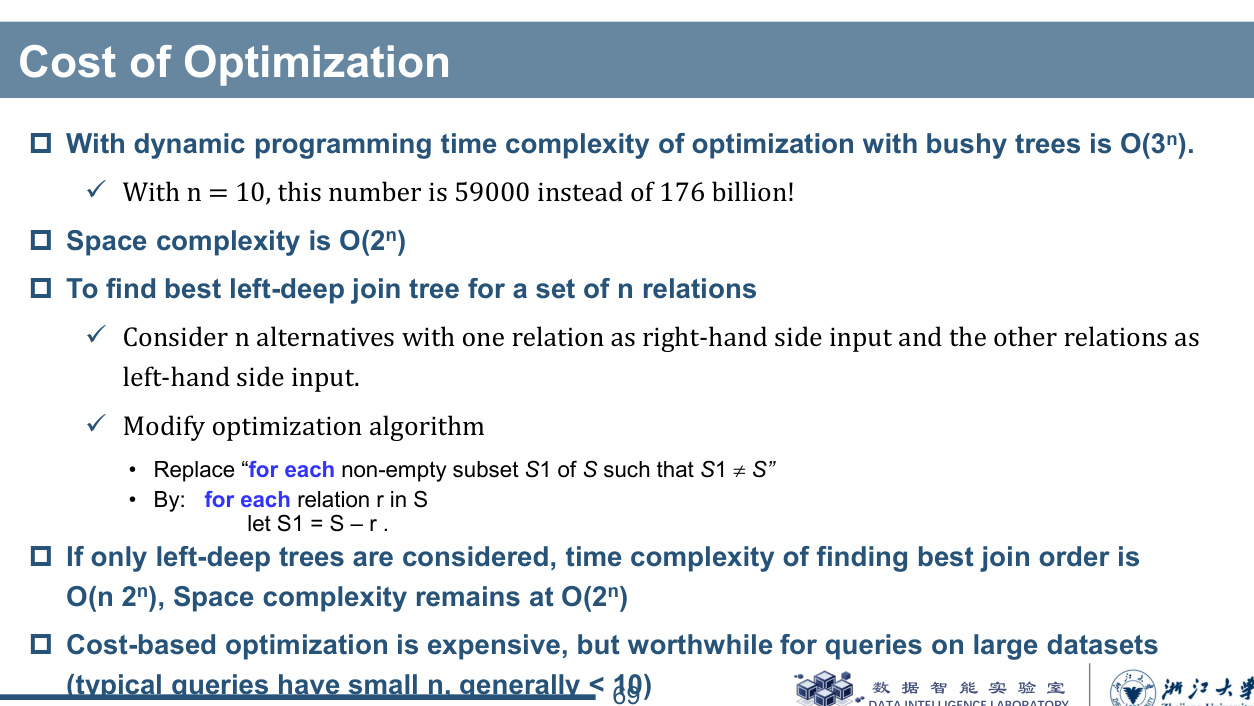 Cost of Optimization
With dynamic programming time complexity of optimization with bushy trees is O(3ⁿ).
With n = 10, this number is 59000 instead of 176 billion!
Space complexity is O(2ⁿ)
To find best left-deep join tree for a set of n relations
Consider n alternatives with one relation as right-hand side input and the other relations as
left-hand side input.
Modify optimization algorithm
• Replace “for each non-empty subset S1 of S such that S1 ≠ S”
• By: for each relation r in S
let S1 = S – r .
If only left-deep trees are considered, time complexity of finding best join order is
O(n 2ⁿ), Space complexity remains at O(2ⁿ)
Cost-based optimization is expensive, but worthwhile for queries on large datasets
(typical queries have small n, generally < 10)
69
数据智能实验室
DATA INTELLIGENCE LABORATORY
浙江大学